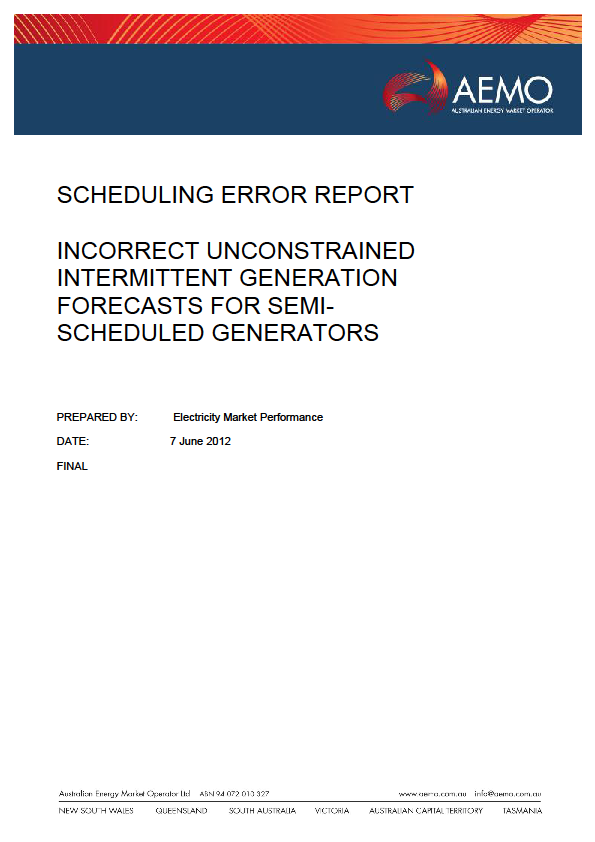 AEMO
AUSTRALIAN ENERGY MARKET OPERATOR
SCHEDULING ERROR REPORT
INCORRECT UNCONSTRAINED
INTERMITTENT GENERATION
FORECASTS FOR SEMI-
SCHEDULED GENERATORS
PREPARED BY: Electricity Market Performance
DATE: 7 June 2012
FINAL
Australian Energy Market Operator Ltd ABN 94 072 010 327 www.aemo.com.au info@aemo.com.au
NEW SOUTH WALES QUEENSLAND SOUTH AUSTRALIA VICTORIA AUSTRALIAN CAPITAL TERRITORY TASMANIA